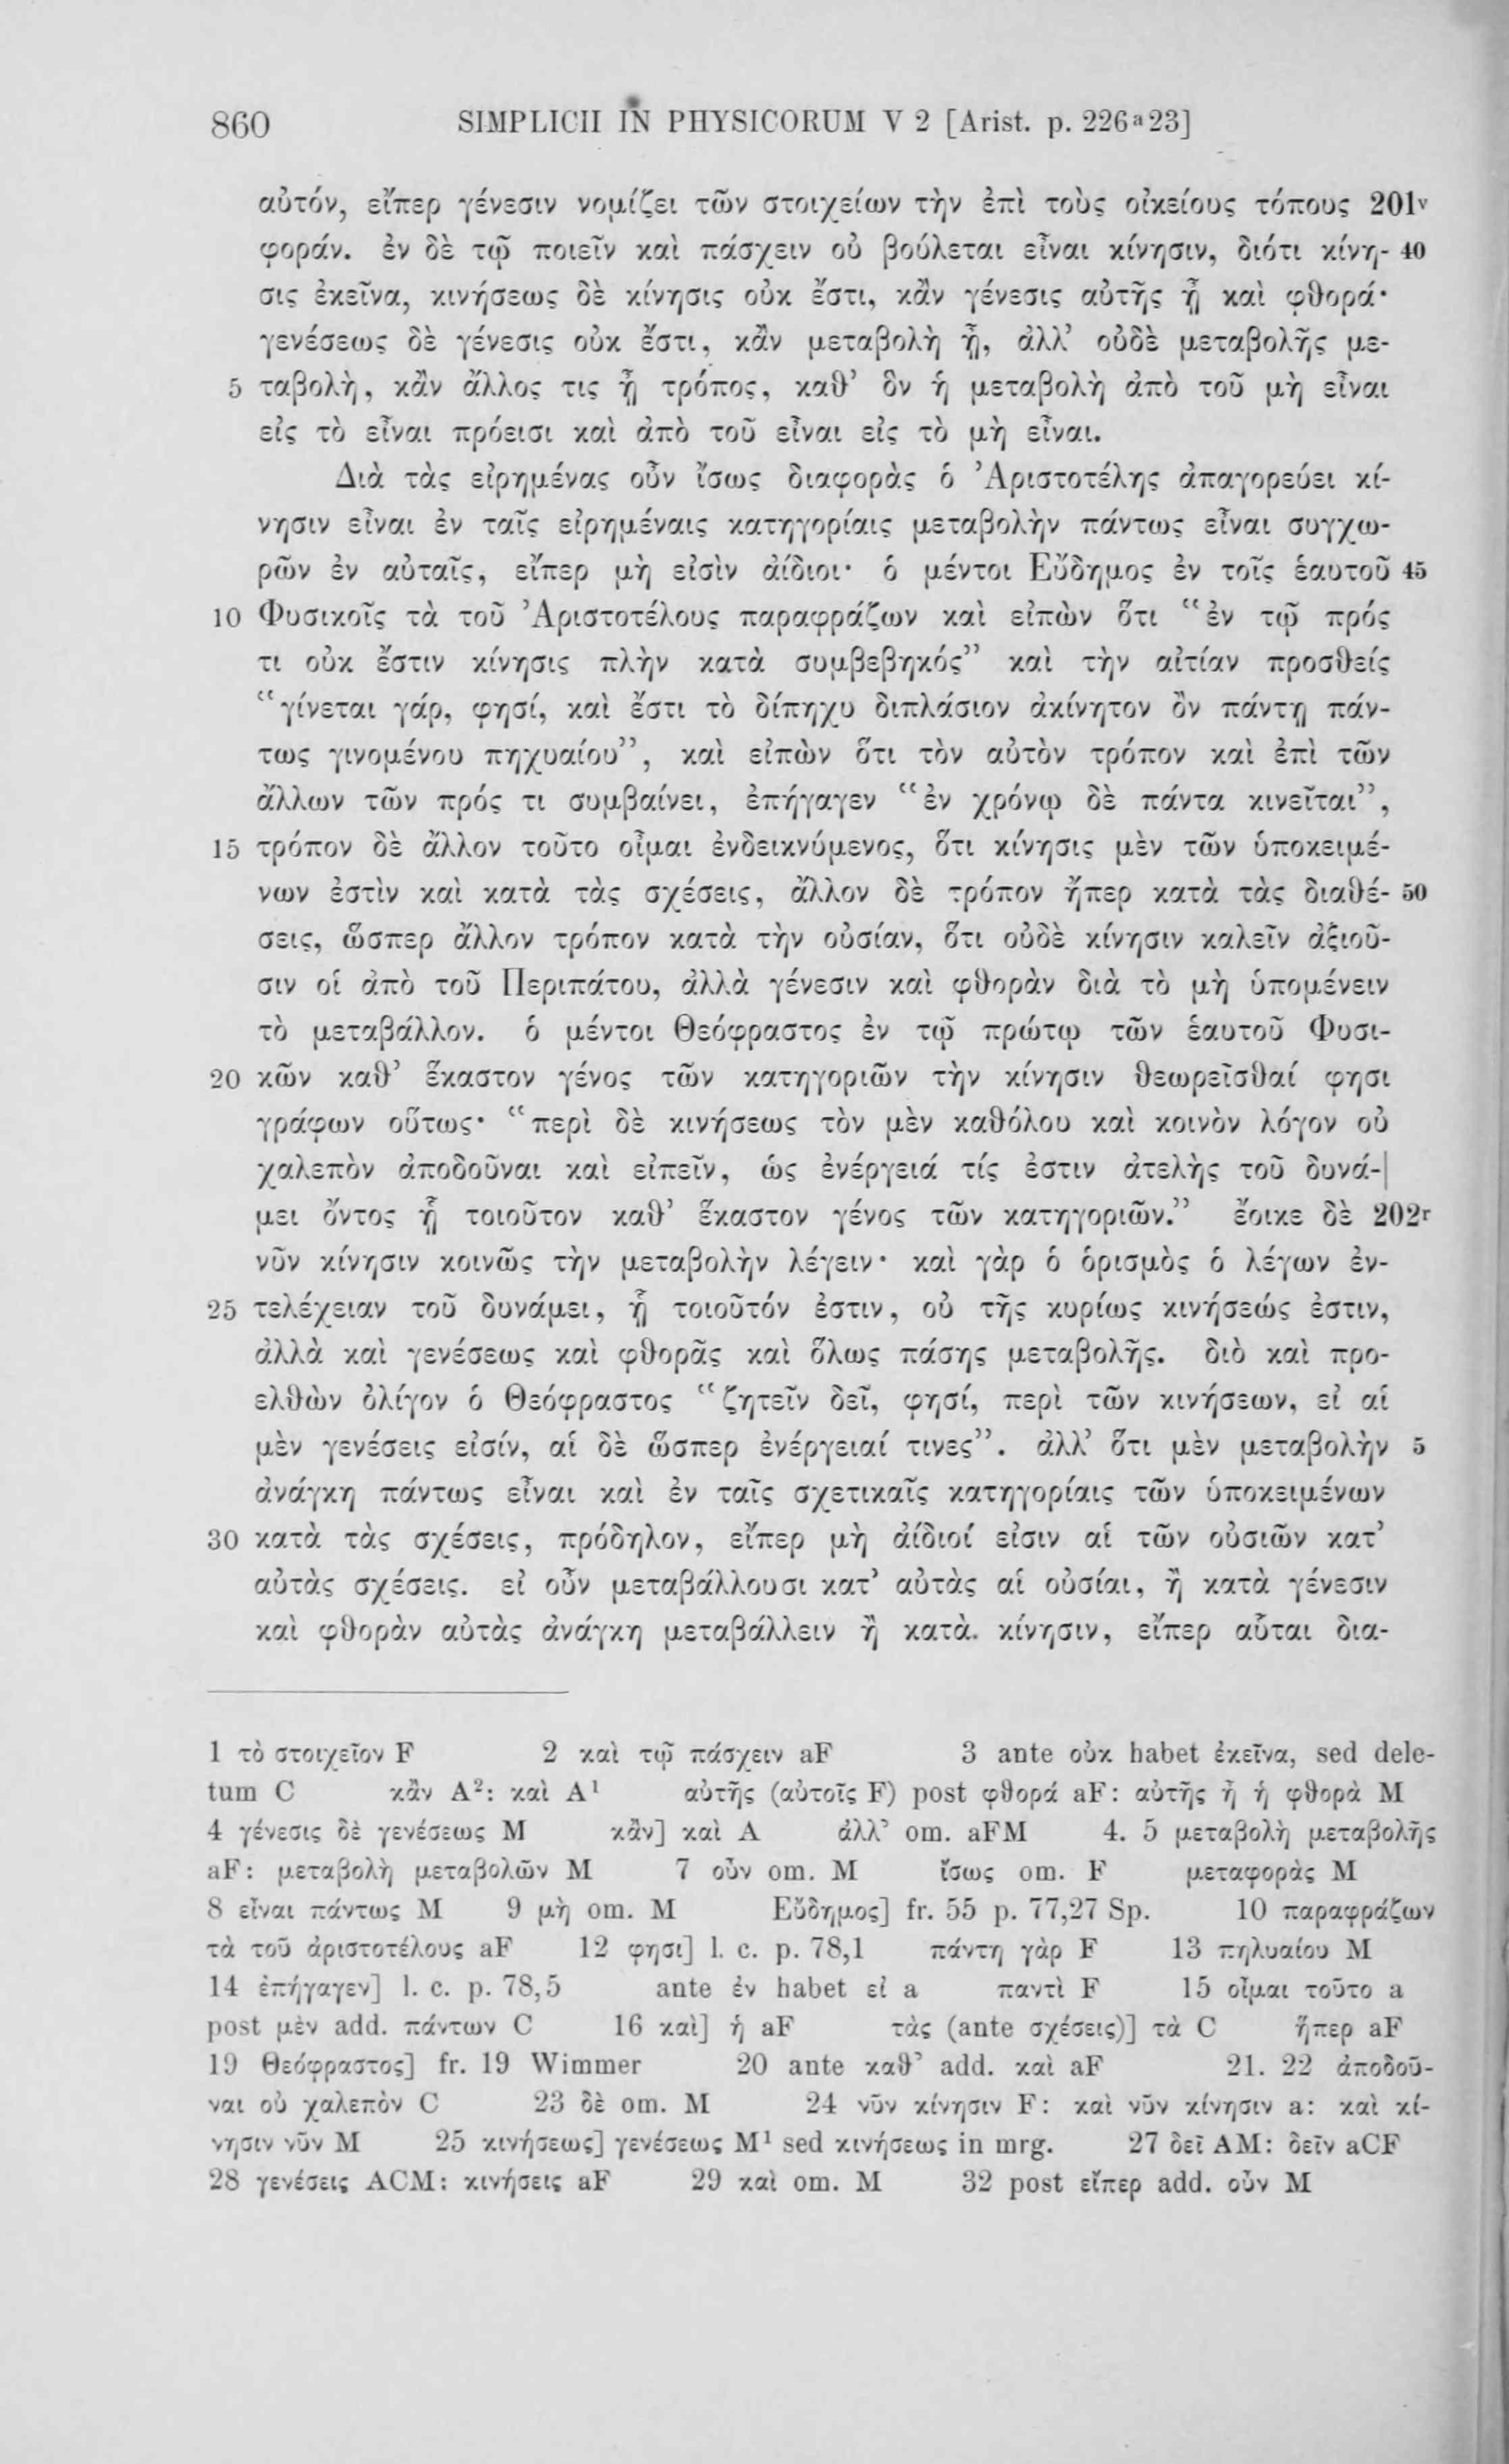 860 SIMPLICII IN PHYSICORUM V 2 [Arist. p. 226ᵃ23]
αὐτόν, εἴπερ γένεσιν νομίζει τῶν στοιχείων τὴν ἐπὶ τοὺς οἰκείους τόπους 201ᵛ
φοράν. ἐν δὲ τῷ ποιεῖν καὶ πάσχειν οὐ βούλεται εἶναι κίνησιν, διότι κίνη- 40
σις ἐκεῖνα, κινήσεως δὲ κίνησις οὐκ ἔστι, κἂν γένεσις αὐτῆς ᾖ καὶ φθορά·
γενέσεως δὲ γένεσις οὐκ ἔστι, κἂν μεταβολὴ ᾖ, ἀλλ’ οὐδὲ μεταβολῆς με-
5 ταβολὴ, κἂν ἄλλος τις ᾖ τρόπος, καθ’ ὃν ἡ μεταβολὴ ἀπὸ τοῦ μὴ εἶναι
εἰς τὸ εἶναι πρόεισι καὶ ἀπὸ τοῦ εἶναι εἰς τὸ μὴ εἶναι.
Διὰ τὰς εἰρημένας οὖν ἴσως διαφορὰς ὁ Ἀριστοτέλης ἀπαγορεύει κί-
νησιν εἶναι ἐν ταῖς εἰρημέναις κατηγορίαις μεταβολὴν πάντως εἶναι συγχω-
ρῶν ἐν αὐταῖς, εἴπερ μὴ εἰσὶν ἀίδιοι· ὁ μέντοι Εὔδημος ἐν τοῖς ἑαυτοῦ 45
10 Φυσικοῖς τὰ τοῦ Ἀριστοτέλους παραφράζων καὶ εἰπὼν ὅτι “ἐν τῷ πρός
τι οὐκ ἔστιν κίνησις πλὴν κατὰ συμβεβηκός” καὶ τὴν αἰτίαν προσθείς
“γίνεται γάρ, φησί, καὶ ἔστι τὸ δίπηχυ διπλάσιον ἀκίνητον ὂν πάντῃ πάν-
τως γινομένου πηχυαίου”, καὶ εἰπὼν ὅτι τὸν αὐτὸν τρόπον καὶ ἐπὶ τῶν
ἄλλων τῶν πρός τι συμβαίνει, ἐπήγαγεν “ἐν χρόνῳ δὲ πάντα κινεῖται”,
15 τρόπον δὲ ἄλλον τοῦτο οἶμαι ἐνδεικνύμενος, ὅτι κίνησις μὲν τῶν ὑποκειμέ-
νων ἐστὶν καὶ κατὰ τὰς σχέσεις, ἄλλον δὲ τρόπον ἤπερ κατὰ τὰς διαθέ- 50
σεις, ὥσπερ ἄλλον τρόπον κατὰ τὴν οὐσίαν, ὅτι οὐδὲ κίνησιν καλεῖν ἀξιοῦ-
σιν οἱ ἀπὸ τοῦ Περιπάτου, ἀλλὰ γένεσιν καὶ φθορὰν διὰ τὸ μὴ ὑπομένειν
τὸ μεταβάλλον. ὁ μέντοι Θεόφραστος ἐν τῷ πρώτῳ τῶν ἑαυτοῦ Φυσι-
20 κῶν καθ’ ἕκαστον γένος τῶν κατηγοριῶν τὴν κίνησιν θεωρεῖσθαί φησι
γράφων οὕτως· “περὶ δὲ κινήσεως τὸν μὲν καθόλου καὶ κοινὸν λόγον οὐ
χαλεπὸν ἀποδοῦναι καὶ εἰπεῖν, ὡς ἐνέργειά τίς ἐστιν ἀτελὴς τοῦ δυνά-|
μει ὄντος ᾗ τοιοῦτον καθ’ ἕκαστον γένος τῶν κατηγοριῶν.” ἔοικε δὲ 202ʳ
νῦν κίνησιν κοινῶς τὴν μεταβολὴν λέγειν· καὶ γὰρ ὁ ὁρισμὸς ὁ λέγων ἐν-
25 τελέχειαν τοῦ δυνάμει, ᾗ τοιοῦτόν ἐστιν, οὐ τῆς κυρίως κινήσεώς ἐστιν,
ἀλλὰ καὶ γενέσεως καὶ φθορᾶς καὶ ὅλως πάσης μεταβολῆς. διὸ καὶ προ-
ελθὼν ὀλίγον ὁ Θεόφραστος “ζητεῖν δεῖ, φησί, περὶ τῶν κινήσεων, εἰ αἱ
μὲν γενέσεις εἰσίν, αἱ δὲ ὥσπερ ἐνέργειαί τινες”. ἀλλ’ ὅτι μὲν μεταβολὴν 5
ἀνάγκη πάντως εἶναι καὶ ἐν ταῖς σχετικαῖς κατηγορίαις τῶν ὑποκειμένων
30 κατὰ τὰς σχέσεις, πρόδηλον, εἴπερ μὴ ἀίδιοί εἰσιν αἱ τῶν οὐσιῶν κατ’
αὐτὰς σχέσεις. εἰ οὖν μεταβάλλουσι κατ’ αὐτὰς αἱ οὐσίαι, ἢ κατὰ γένεσιν
καὶ φθορὰν αὐτὰς ἀνάγκη μεταβάλλειν ἢ κατὰ κίνησιν, εἴπερ αὗται δια-
1 τὸ στοιχεῖον F 2 καὶ τῷ πάσχειν aF 3 ante οὐκ habet ἐκεῖνα, sed dele-
tum C κἂν A²: καὶ A¹ αὐτῆς (αὐτοῖς F) post φθορά aF: αὐτῆς ἢ ἡ φθορὰ M
4 γένεσις δὲ γενέσεως M κἂν] καὶ A ἀλλ’ om. aFM 4. 5 μεταβολὴ μεταβολῆς
aF: μεταβολὴ μεταβολῶν M 7 οὖν om. M ἴσως om. F μεταφορὰς M
8 εἶναι πάντως M 9 μὴ om. M Εὔδημος] fr. 55 p. 77,27 Sp. 10 παραφράζων
τὰ τοῦ ἀριστοτέλους aF 12 φησι] l. c. p. 78,1 πάντη γὰρ F 13 πηλυαίου M
14 ἐπήγαγεν] l. c. p. 78,5 ante ἐν habet εἰ a παντὶ F 15 οἶμαι τοῦτο a
post μὲν add. πάντων C 16 καὶ] ἡ aF τὰς (ante σχέσεις)] τὰ C ἥπερ aF
19 Θεόφραστος] fr. 19 Wimmer 20 ante καθ’ add. καὶ aF 21. 22 ἀποδοῦ-
ναι οὐ χαλεπὸν C 23 δὲ om. M 24 νῦν κίνησιν F: καὶ νῦν κίνησιν a: καὶ κί-
νησιν νῦν M 25 κινήσεως] γενέσεως M¹ sed κινήσεως in mrg. 27 δεῖ AM: δεῖν aCF
28 γενέσεις ACM: κινήσεις aF 29 καὶ om. M 32 post εἴπερ add. οὖν M